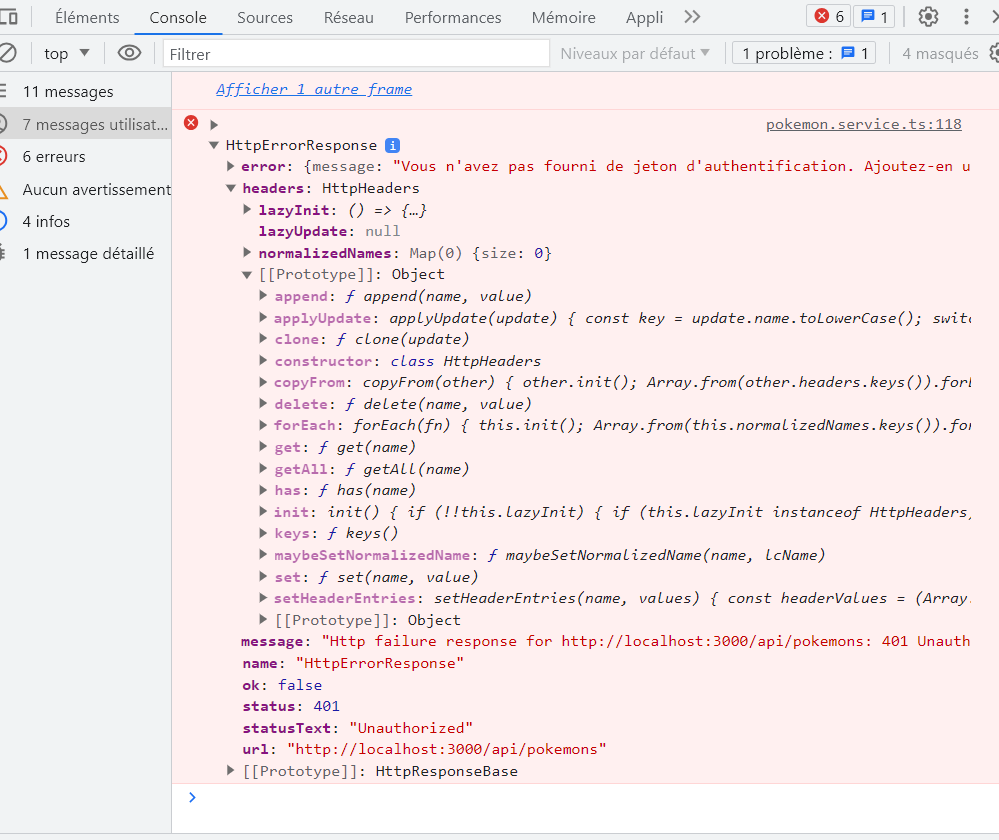 Éléments Console Sources Réseau Performances Mémoire Appli 6 1
top Filtrer Niveaux par défaut 1 problème : 1 4 masqués
11 messages
7 messages utilisat...
6 erreurs
Aucun avertissement
4 infos
1 message détaillé
Afficher 1 autre frame
pokemon.service.ts:118
HttpErrorResponse i
error: {message: "Vous n'avez pas fourni de jeton d'authentification. Ajoutez-en u
headers: HttpHeaders
lazyInit: () => {…}
lazyUpdate: null
normalizedNames: Map(0) {size: 0}
[[Prototype]]: Object
append: ƒ append(name, value)
applyUpdate: applyUpdate(update) { const key = update.name.toLowerCase(); switc
clone: ƒ clone(update)
constructor: class HttpHeaders
copyFrom: copyFrom(other) { other.init(); Array.from(other.headers.keys()).forE
delete: ƒ delete(name, value)
forEach: forEach(fn) { this.init(); Array.from(this.normalizedNames.keys()).for
get: ƒ get(name)
getAll: ƒ getAll(name)
has: ƒ has(name)
init: init() { if (!!this.lazyInit) { if (this.lazyInit instanceof HttpHeaders)
keys: ƒ keys()
maybeSetNormalizedName: ƒ maybeSetNormalizedName(name, lcName)
set: ƒ set(name, value)
setHeaderEntries: setHeaderEntries(name, values) { const headerValues = (Array.
[[Prototype]]: Object
message: "Http failure response for http://localhost:3000/api/pokemons: 401 Unauth
name: "HttpErrorResponse"
ok: false
status: 401
statusText: "Unauthorized"
url: "http://localhost:3000/api/pokemons"
[[Prototype]]: HttpResponseBase